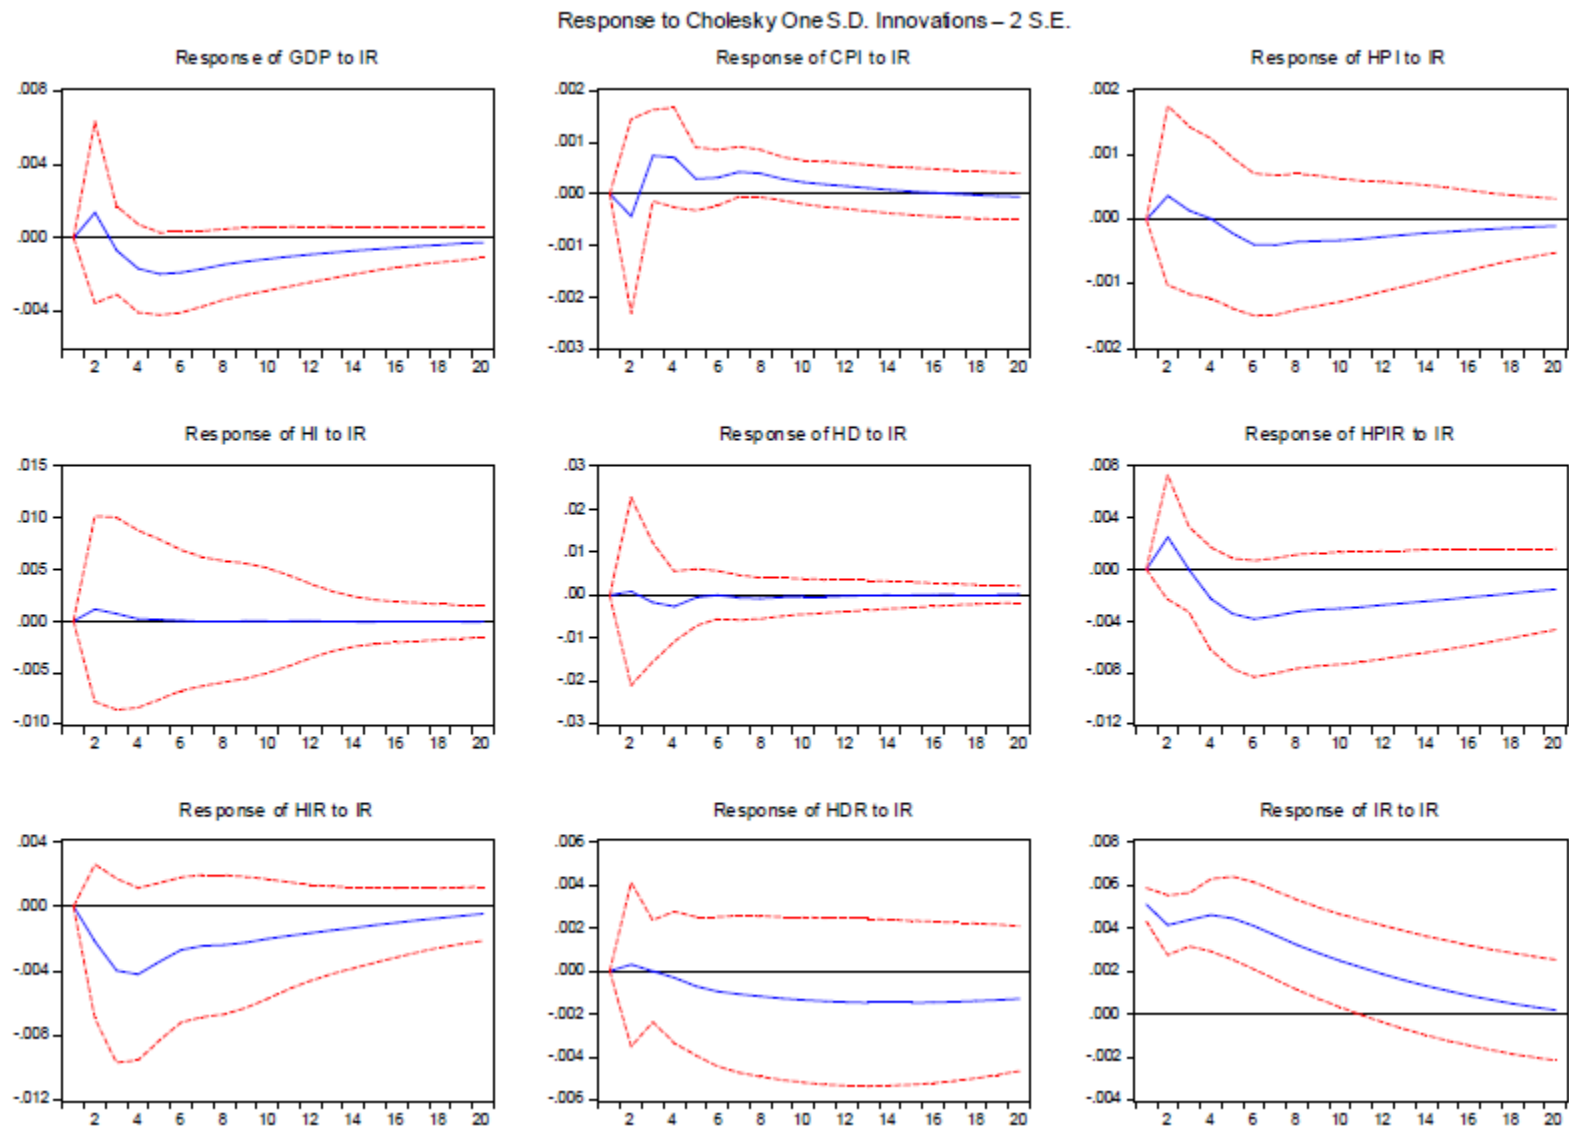 Response to Cholesky One S.D. Innovations – 2 S.E.
Response of GDP to IR
.008
.004
.000
-.004
2 4 6 8 10 12 14 16 18 20
Response of CPI to IR
.002
.001
.000
-.001
-.002
-.003
2 4 6 8 10 12 14 16 18 20
Response of HPI to IR
.002
.001
.000
-.001
-.002
2 4 6 8 10 12 14 16 18 20
Response of HI to IR
.015
.010
.005
.000
-.005
-.010
2 4 6 8 10 12 14 16 18 20
Response of HD to IR
.03
.02
.01
.00
-.01
-.02
-.03
2 4 6 8 10 12 14 16 18 20
Response of HPIR to IR
.008
.004
.000
-.004
-.008
-.012
2 4 6 8 10 12 14 16 18 20
Response of HIR to IR
.004
.000
-.004
-.008
-.012
2 4 6 8 10 12 14 16 18 20
Response of HDR to IR
.006
.004
.002
.000
-.002
-.004
-.006
2 4 6 8 10 12 14 16 18 20
Response of IR to IR
.008
.006
.004
.002
.000
-.002
-.004
2 4 6 8 10 12 14 16 18 20